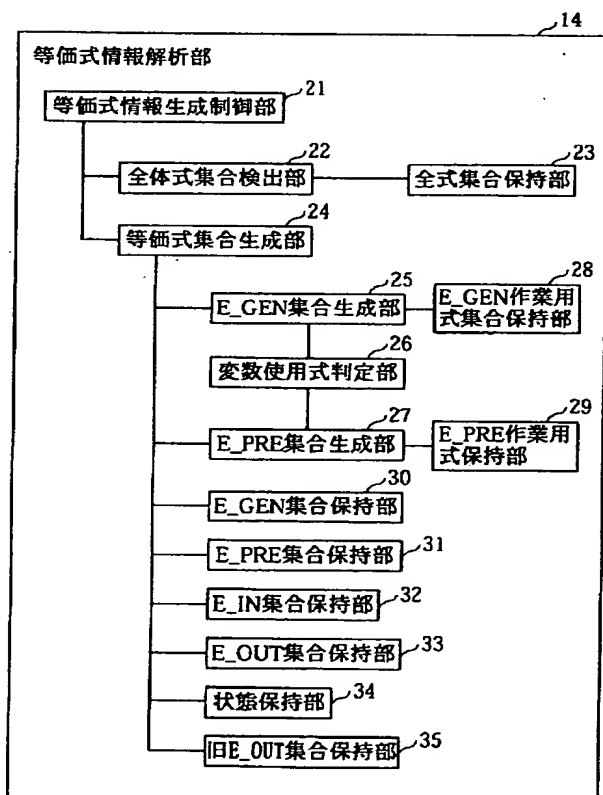 14
等価式情報解析部
21
等価式情報生成制御部
22
23
全体式集合検出部
全式集合保持部
24
等価式集合生成部
25
28
E_GEN集合生成部
E_GEN作業用
式集合保持部
26
変数使用式判定部
27
29
E_PRE集合生成部
E_PRE作業用
式保持部
30
E_GEN集合保持部
31
E_PRE集合保持部
32
E_IN集合保持部
33
E_OUT集合保持部
34
状態保持部
35
旧E_OUT集合保持部